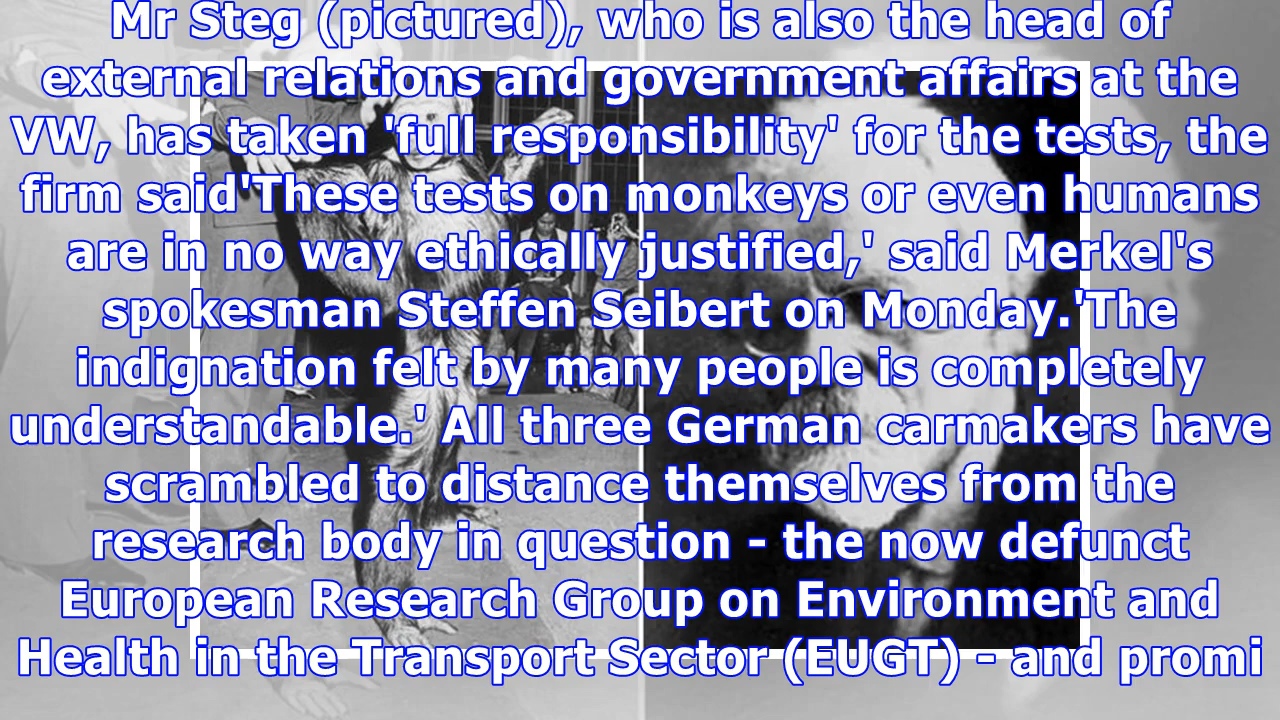 Mr Steg (pictured), who is also the head of
external relations and government affairs at the
VW, has taken 'full responsibility' for the tests, the
firm said'These tests on monkeys or even humans
are in no way ethically justified,' said Merkel's
spokesman Steffen Seibert on Monday.'The
indignation felt by many people is completely
understandable.' All three German carmakers have
scrambled to distance themselves from the
research body in question - the now defunct
European Research Group on Environment and
Health in the Transport Sector (EUGT) - and promi